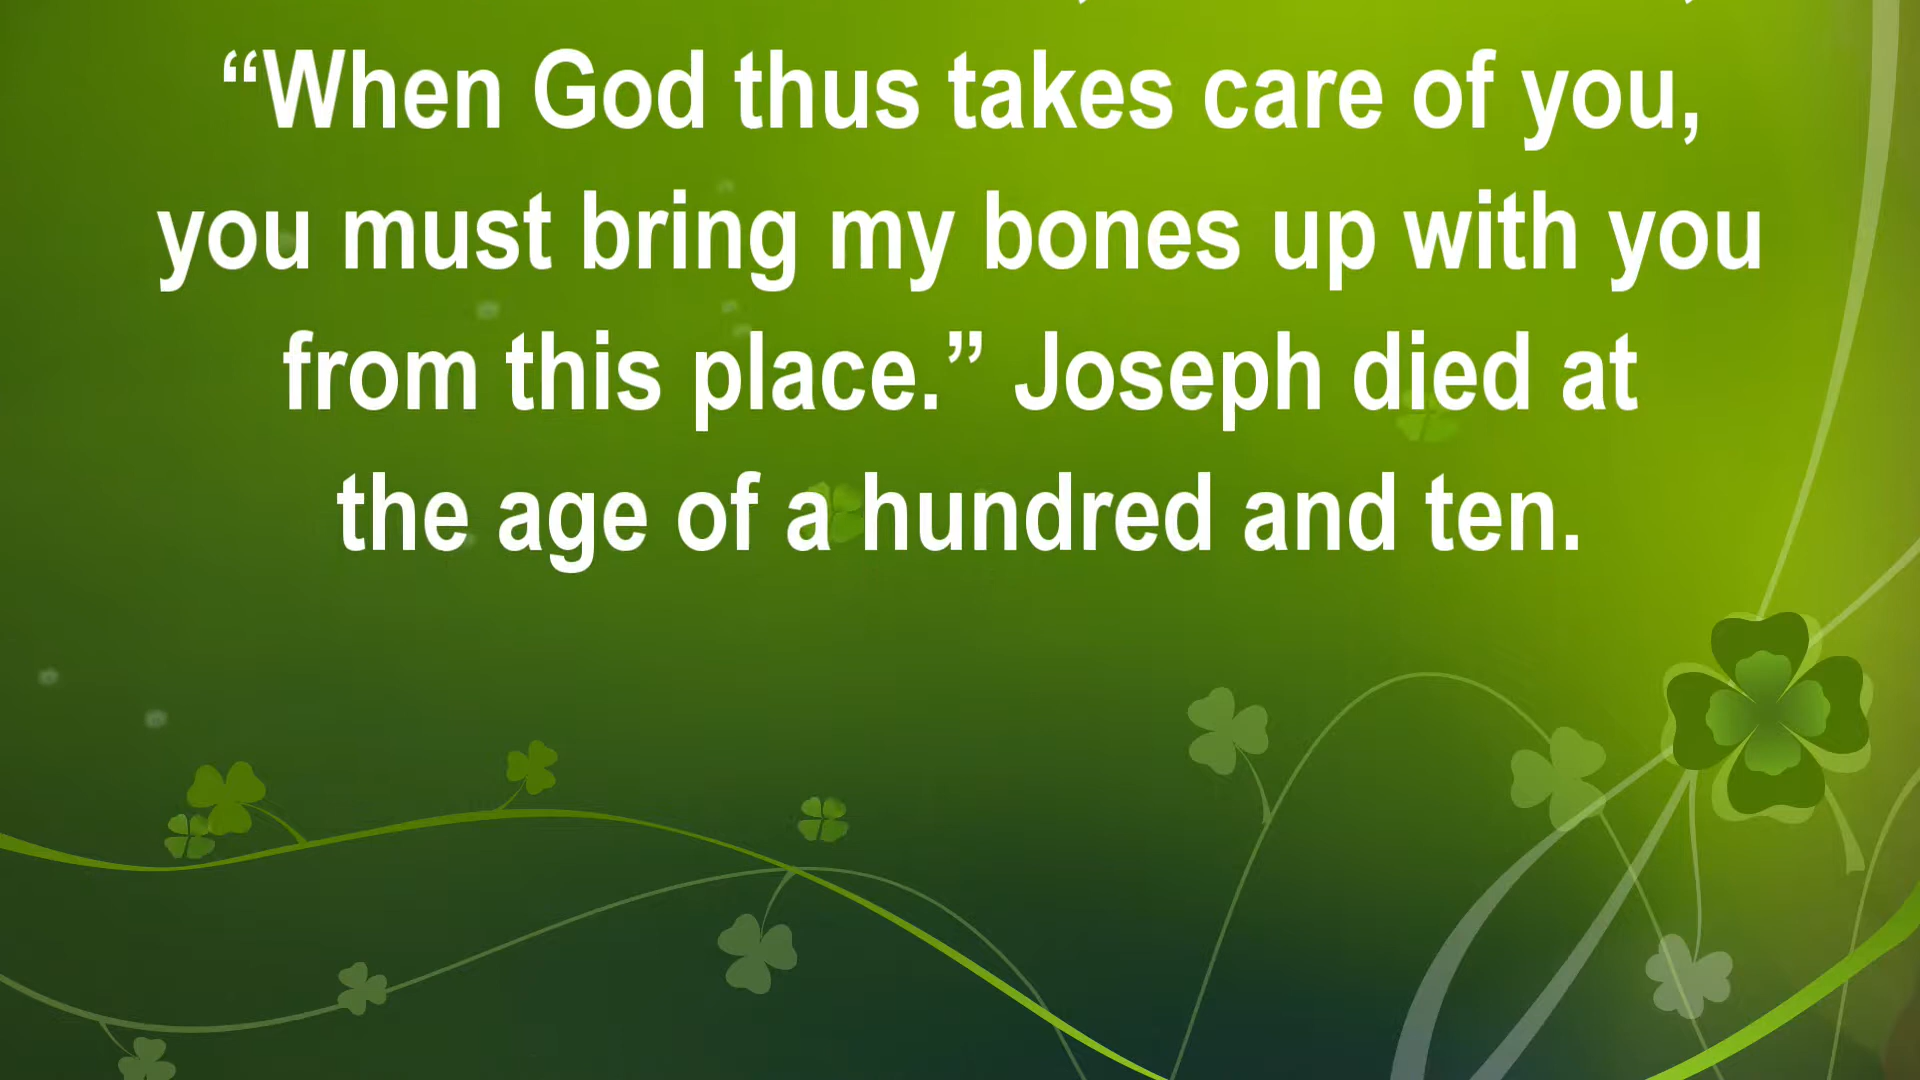 “When God thus takes care of you,
you must bring my bones up with you
from this place.” Joseph died at
the age of a hundred and ten.